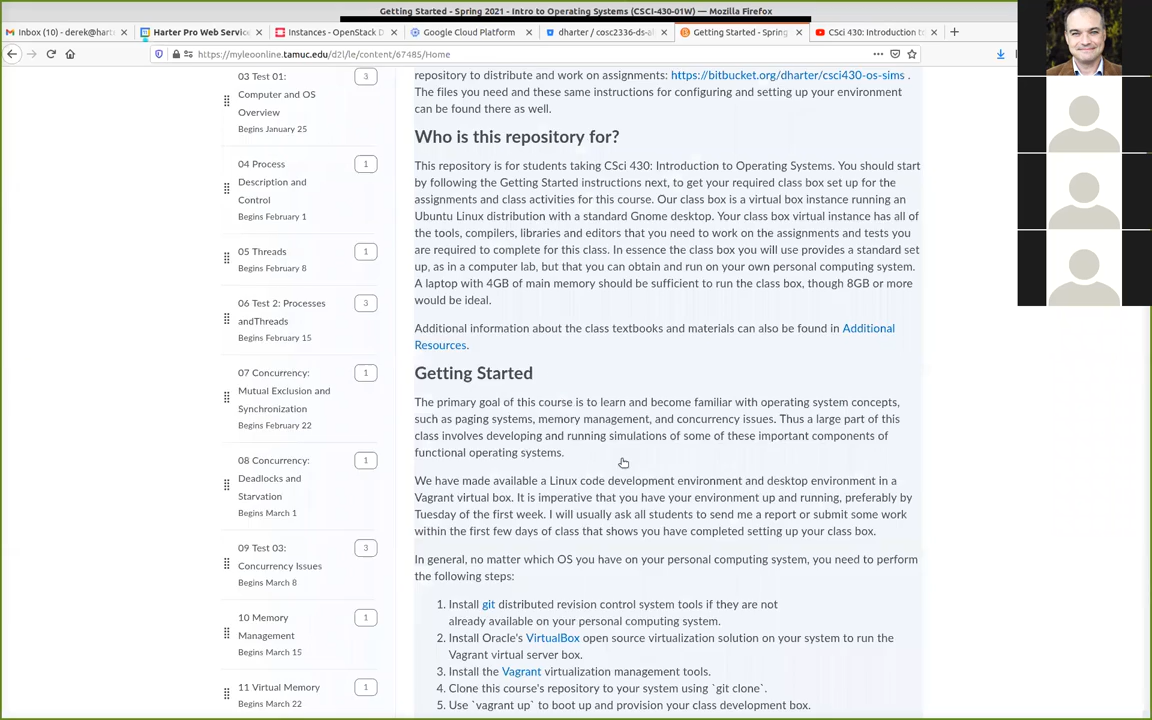 Getting Started - Spring 2021 - Intro to Operating Systems (CSCI-430-01W) — Mozilla Firefox
Inbox (10) - derek@hart
Harter Pro Web Servic
Instances - OpenStack D
Google Cloud Platform
dharter / cosc2336-ds-a
Getting Started - Spring
CSci 430: Introduction t
https://myleoonline.tamuc.edu/d2l/le/content/67485/Home
03 Test 01:
Computer and OS
Overview
Begins January 25
3
04 Process
Description and
Control
Begins February 1
1
05 Threads
Begins February 8
1
06 Test 2: Processes
andThreads
Begins February 15
3
07 Concurrency:
Mutual Exclusion and
Synchronization
Begins February 22
1
08 Concurrency:
Deadlocks and
Starvation
Begins March 1
1
09 Test 03:
Concurrency Issues
Begins March 8
3
10 Memory
Management
Begins March 15
1
11 Virtual Memory
Begins March 22
1
repository to distribute and work on assignments: https://bitbucket.org/dharter/csci430-os-sims .
The files you need and these same instructions for configuring and setting up your environment
can be found there as well.
Who is this repository for?
This repository is for students taking CSci 430: Introduction to Operating Systems. You should start
by following the Getting Started instructions next, to get your required class box set up for the
assignments and class activities for this course. Our class box is a virtual box instance running an
Ubuntu Linux distribution with a standard Gnome desktop. Your class box virtual instance has all of
the tools, compilers, libraries and editors that you need to work on the assignments and tests you
are required to complete for this class. In essence the class box you will use provides a standard set
up, as in a computer lab, but that you can obtain and run on your own personal computing system.
A laptop with 4GB of main memory should be sufficient to run the class box, though 8GB or more
would be ideal.
Additional information about the class textbooks and materials can also be found in Additional
Resources.
Getting Started
The primary goal of this course is to learn and become familiar with operating system concepts,
such as paging systems, memory management, and concurrency issues. Thus a large part of this
class involves developing and running simulations of some of these important components of
functional operating systems.
We have made available a Linux code development environment and desktop environment in a
Vagrant virtual box. It is imperative that you have your environment up and running, preferably by
Tuesday of the first week. I will usually ask all students to send me a report or submit some work
within the first few days of class that shows you have completed setting up your class box.
In general, no matter which OS you have on your personal computing system, you need to perform
the following steps:
1. Install git distributed revision control system tools if they are not
already available on your personal computing system.
2. Install Oracle's VirtualBox open source virtualization solution on your system to run the
Vagrant virtual server box.
3. Install the Vagrant virtualization management tools.
4. Clone this course's repository to your system using `git clone`.
5. Use `vagrant up` to boot up and provision your class development box.